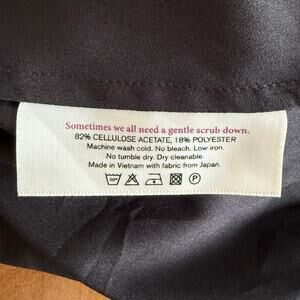 Sometimes we all need a gentle scrub down.
82% CELLULOSE ACETATE, 18% POLYESTER
Machine wash cold. No bleach. Low iron.
No tumble dry. Dry cleanable.
Made in Vietnam with fabric from Japan.
30° P